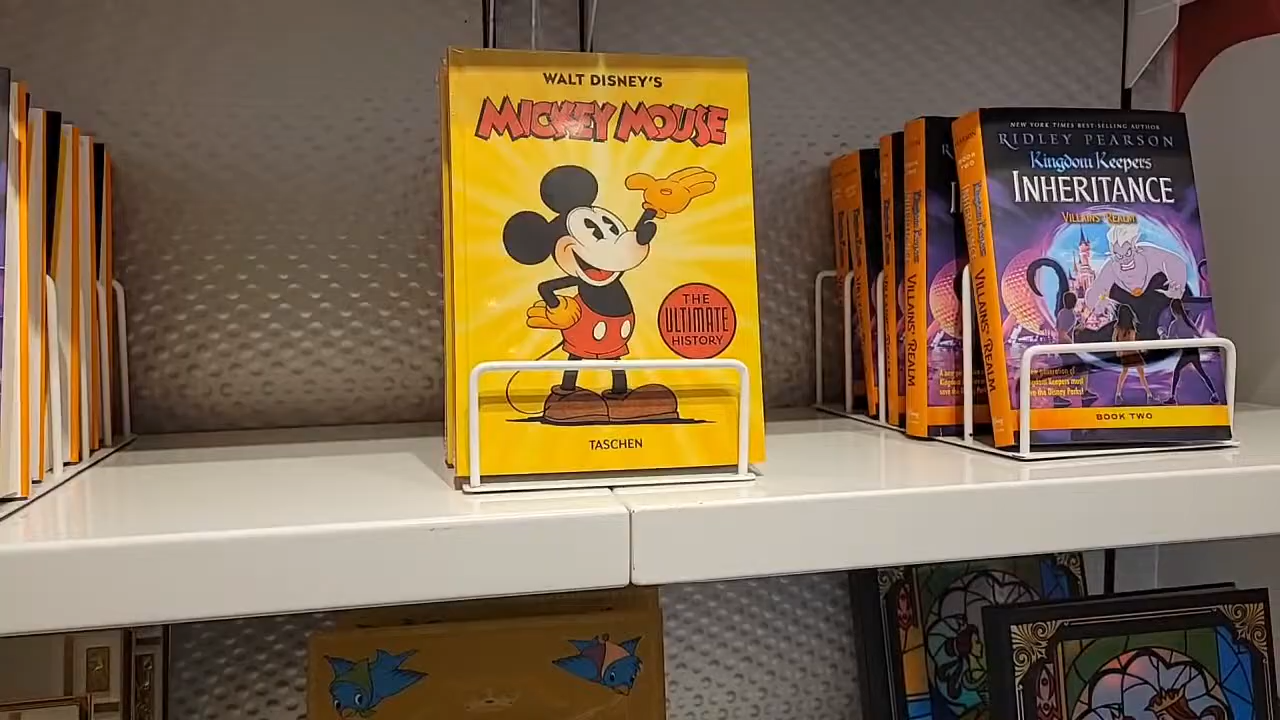 WALT DISNEY'S
MICKEY MOUSE
THE
ULTIMATE
HISTORY
TASCHEN
NEW YORK TIMES BEST-SELLING AUTHOR
RIDLEY PEARSON
Kingdom Keepers
INHERITANCE
VILLAINS' REALM
BOOK TWO
VILLAINS' REALM
VILLAINS' REALM